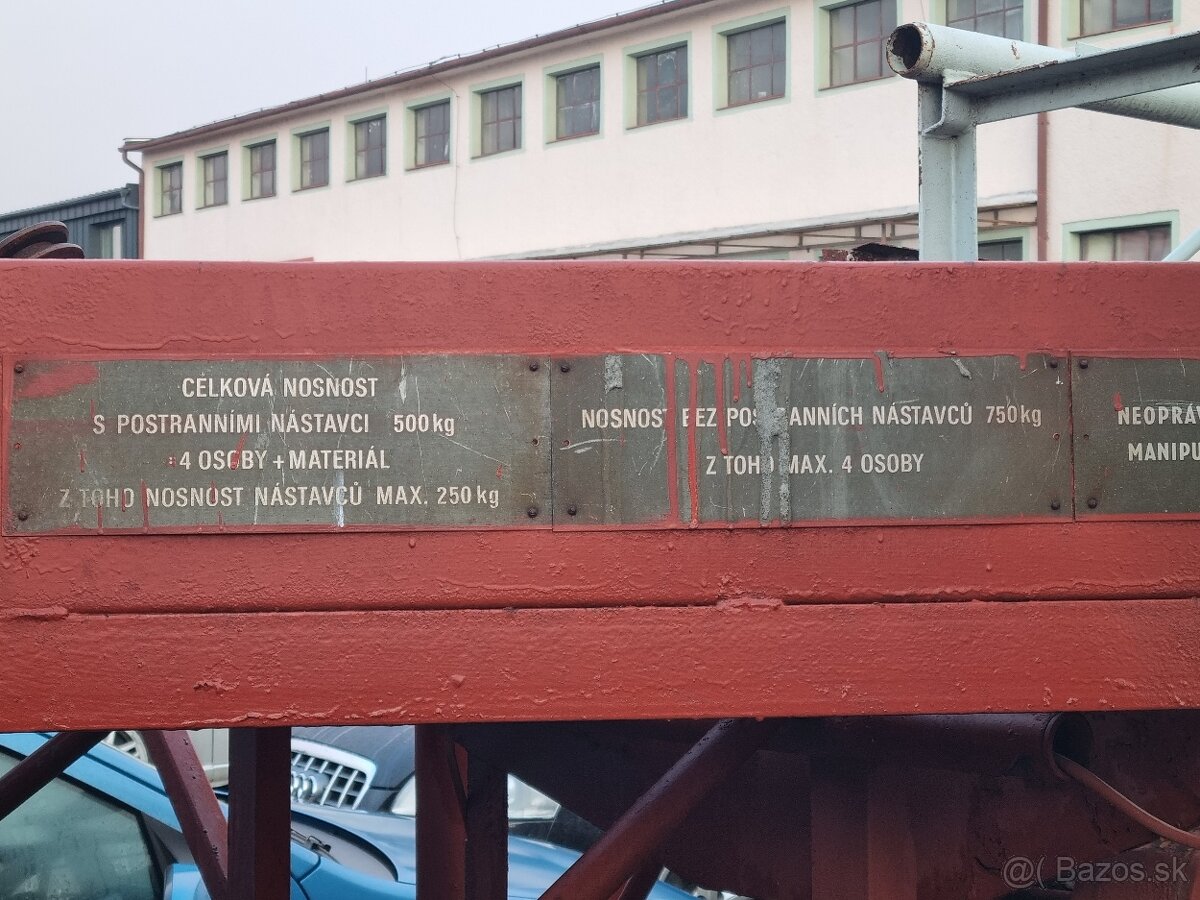 CELKOVÁ NOSNOST
S POSTRANNÍMI NÁSTAVCI 500kg
4 OSOBY + MATERIÁL
Z TOHO NOSNOST NÁSTAVCŮ MAX. 250 kg
NOSNOST BEZ POSTRANNÍCH NÁSTAVCŮ 750kg
Z TOHO MAX. 4 OSOBY
NEOPRÁV
MANIPU
Bazos.sk